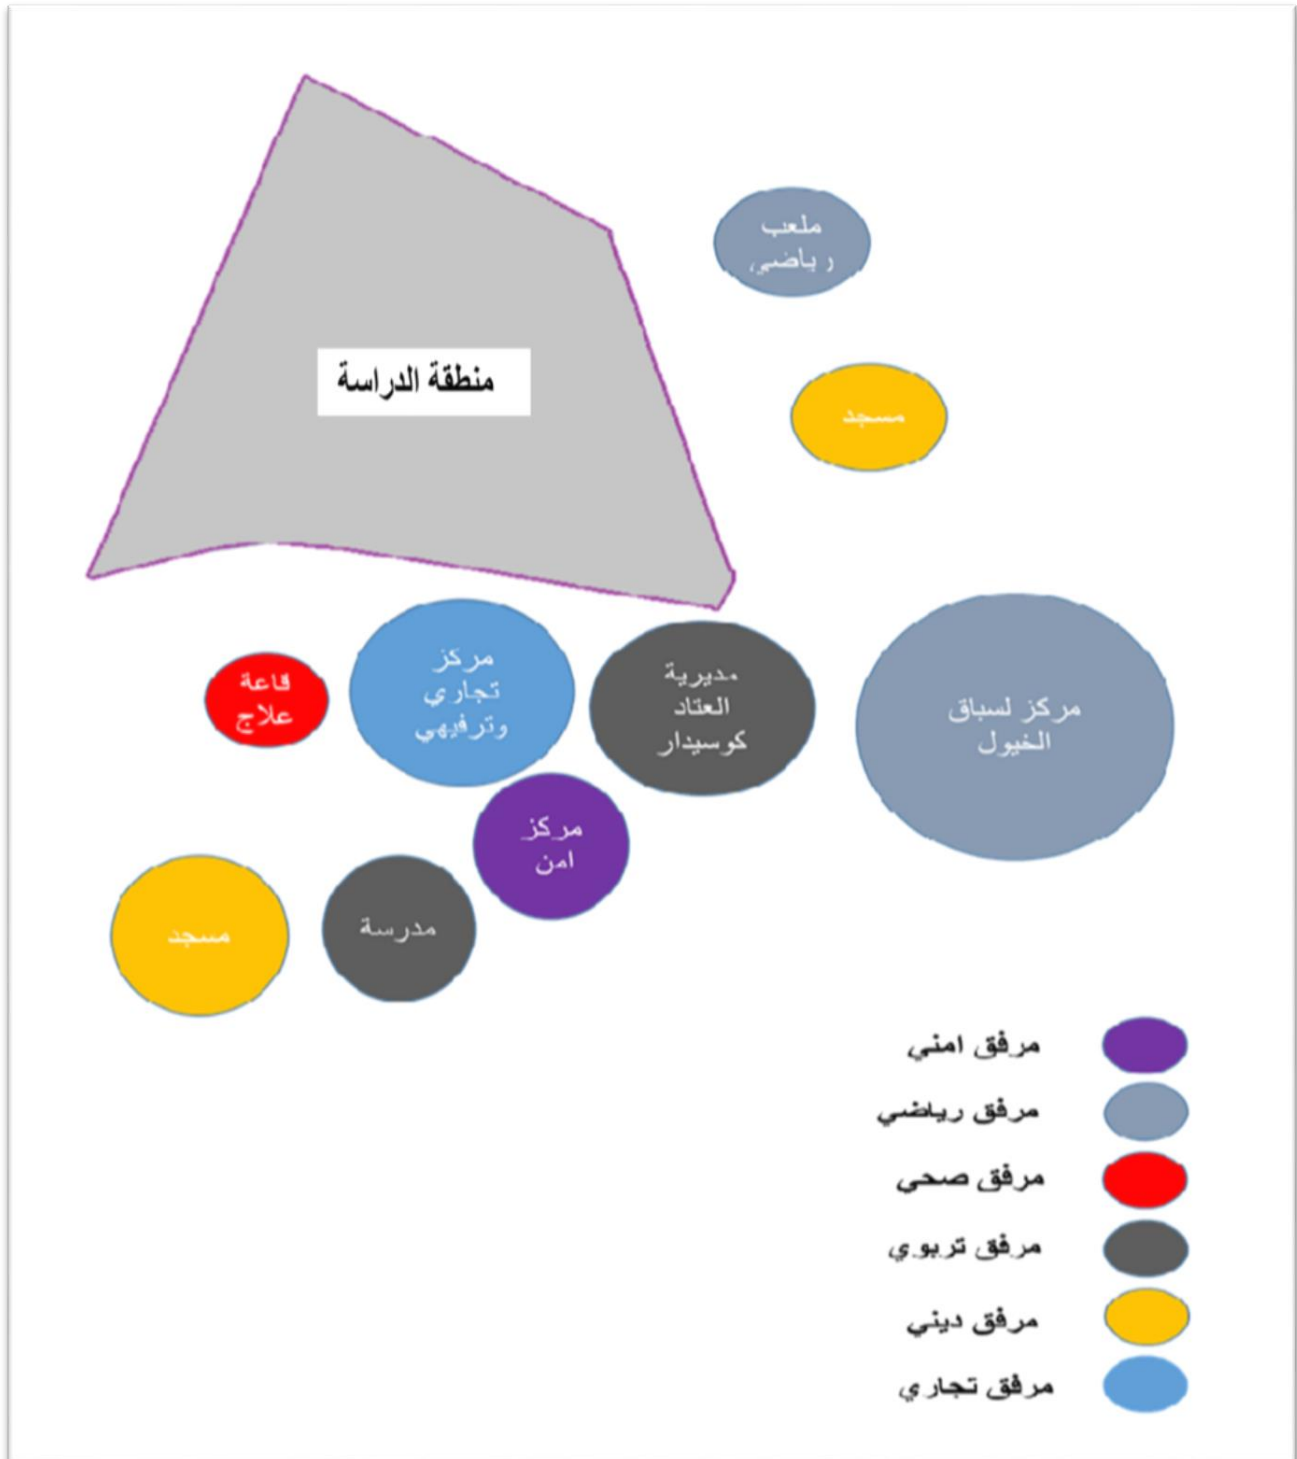 ملعب
رياضي
منطقة الدراسة
مسجد
مركز
تجاري
وترفيهي
مديرية
العتاد
كوسيدار
قاعة
علاج
مركز لسباق
الخيول
مركز
امن
مدرسة
مسجد
مرفق امني
مرفق رياضي
مرفق صحي
مرفق تربوي
مرفق ديني
مرفق تجاري